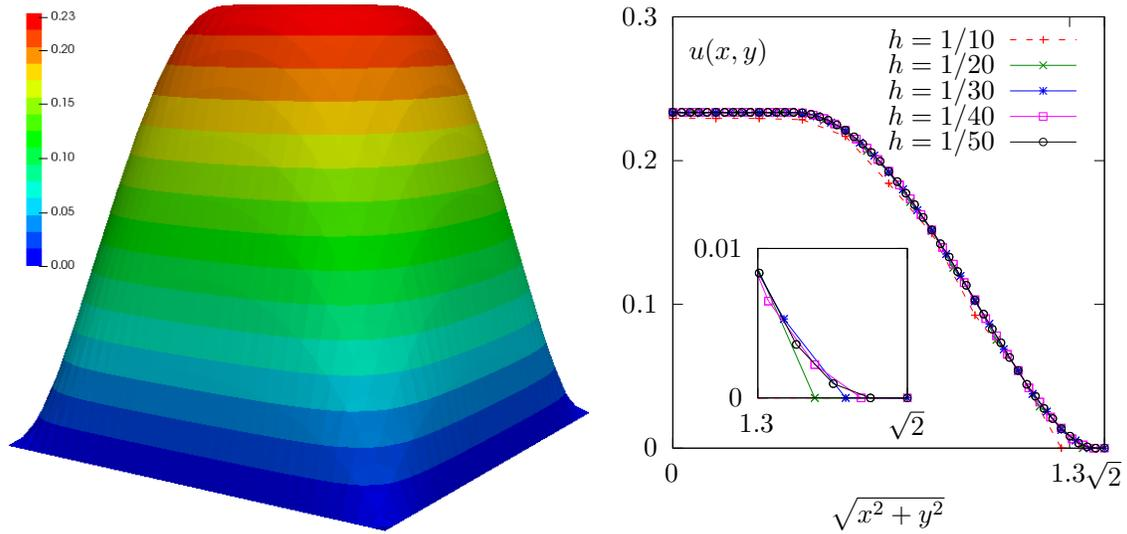 0.23
0.20
0.15
0.10
0.05
0.00
0.3
0.2
0.1
0
u(x, y)
h = 1/10
h = 1/20
h = 1/30
h = 1/40
h = 1/50
0.01
0
1.3 √2
0 1.3 √2
√x² + y²